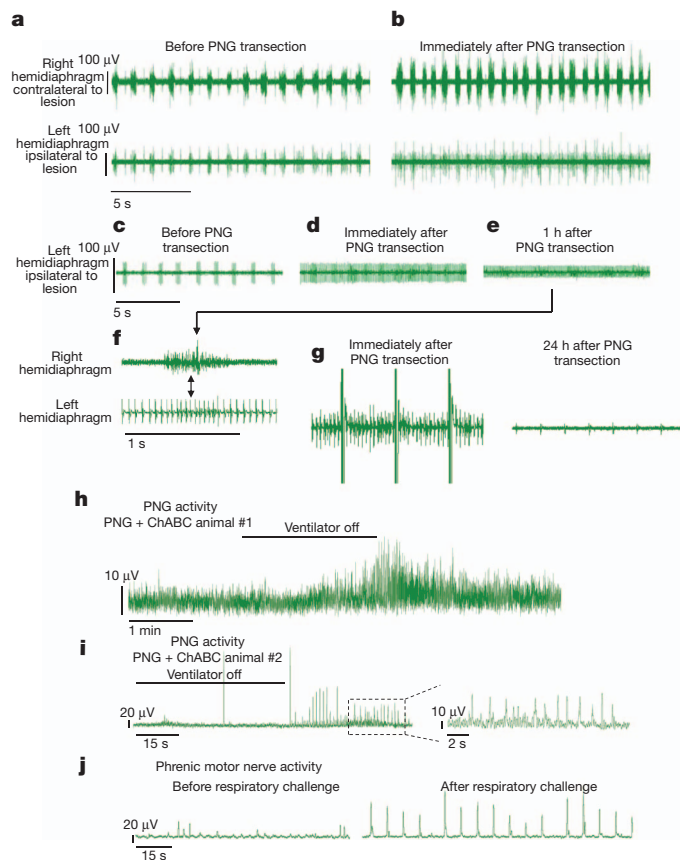 a
b
Before PNG transection
Immediately after PNG transection
Right
hemidiaphragm
contralateral to
lesion
100 µV
Left
hemidiaphragm
ipsilateral to
lesion
100 µV
5 s
c
d
e
Before PNG
transection
Immediately after
PNG transection
1 h after
PNG transection
Left
hemidiaphragm
ipsilateral to
lesion
100 µV
5 s
f
g
Right
hemidiaphragm
Left
hemidiaphragm
1 s
Immediately after
PNG transection
24 h after PNG
transection
h
PNG activity
PNG + ChABC animal #1
Ventilator off
10 µV
1 min
i
PNG activity
PNG + ChABC animal #2
Ventilator off
20 µV
15 s
10 µV
2 s
j
Phrenic motor nerve activity
Before respiratory challenge
After respiratory challenge
20 µV
15 s